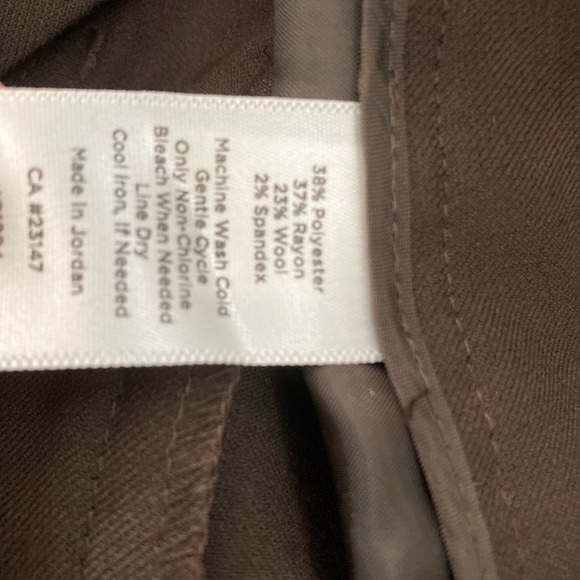 38% Polyester
37% Rayon
23% Wool
2% Spandex
Machine Wash Cold
Gentle Cycle
Only Non-Chlorine
Bleach When Needed
Line Dry
Cool Iron, If Needed
Made In Jordan
CA #23147